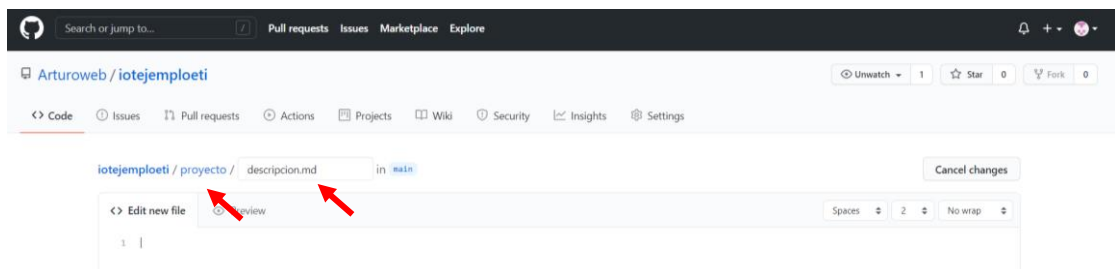 Search or jump to... / Pull requests Issues Marketplace Explore
Arturoweb / iotejemploeti Unwatch 1 Star 0 Fork 0
<> Code Issues Pull requests Actions Projects Wiki Security Insights Settings
iotejemploeti / proyecto / descripcion.md in main Cancel changes
<> Edit new file Preview Spaces 2 No wrap
1